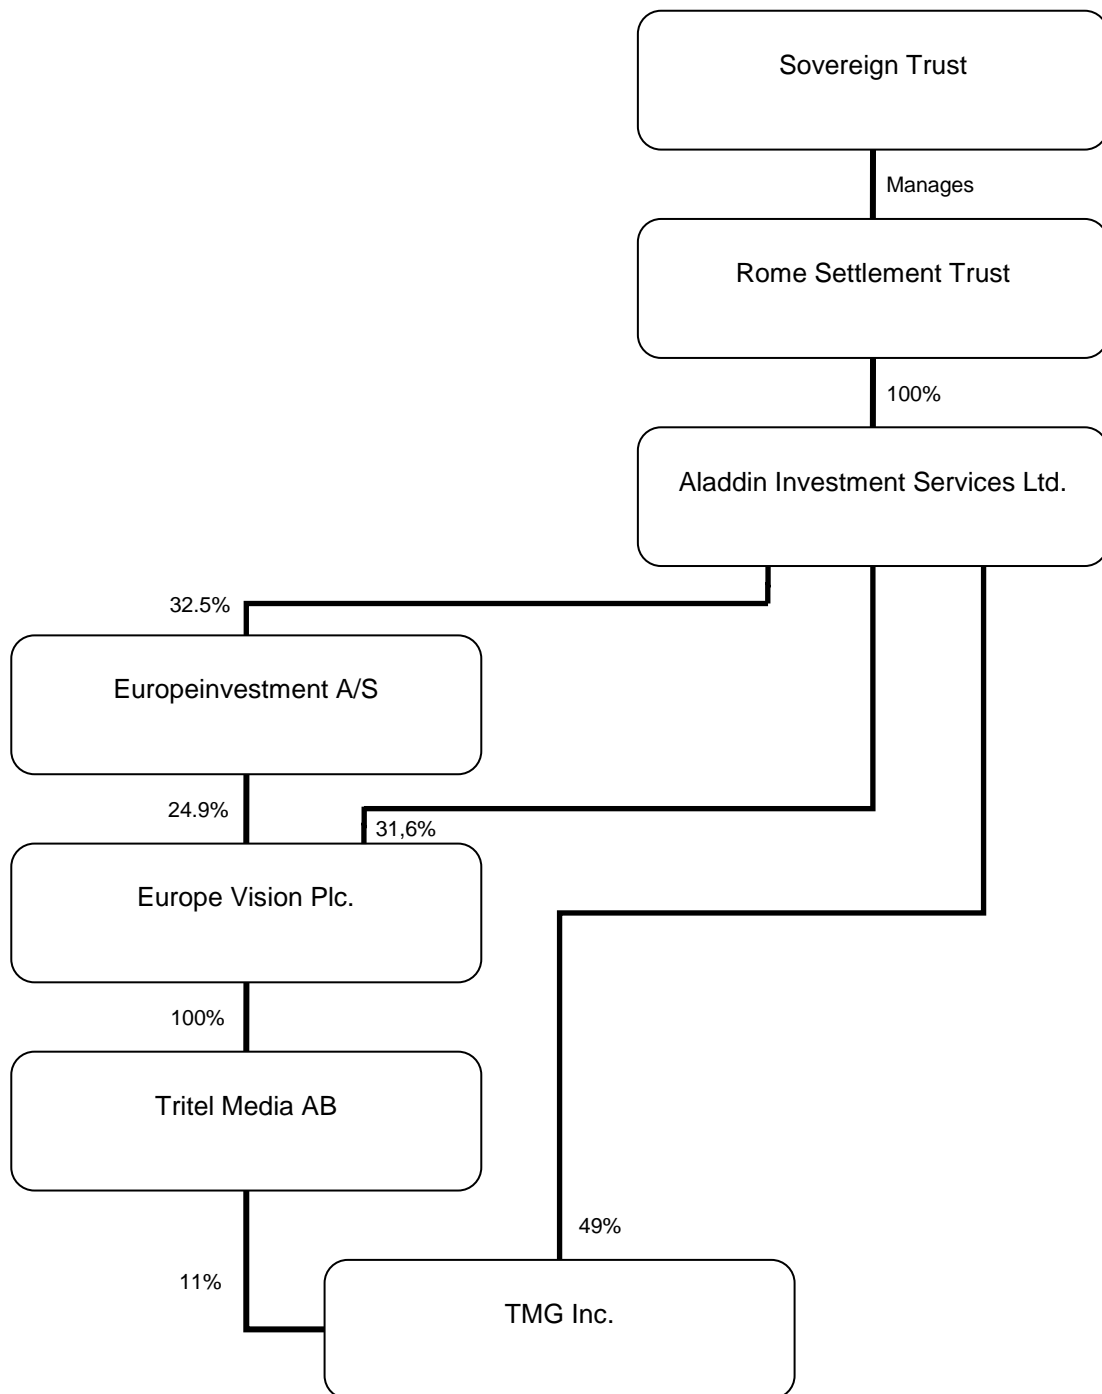 Sovereign Trust
Manages
Rome Settlement Trust
100%
Aladdin Investment Services Ltd.
32.5%
Europeinvestment A/S
24.9%
31,6%
Europe Vision Plc.
100%
Tritel Media AB
49%
11%
TMG Inc.